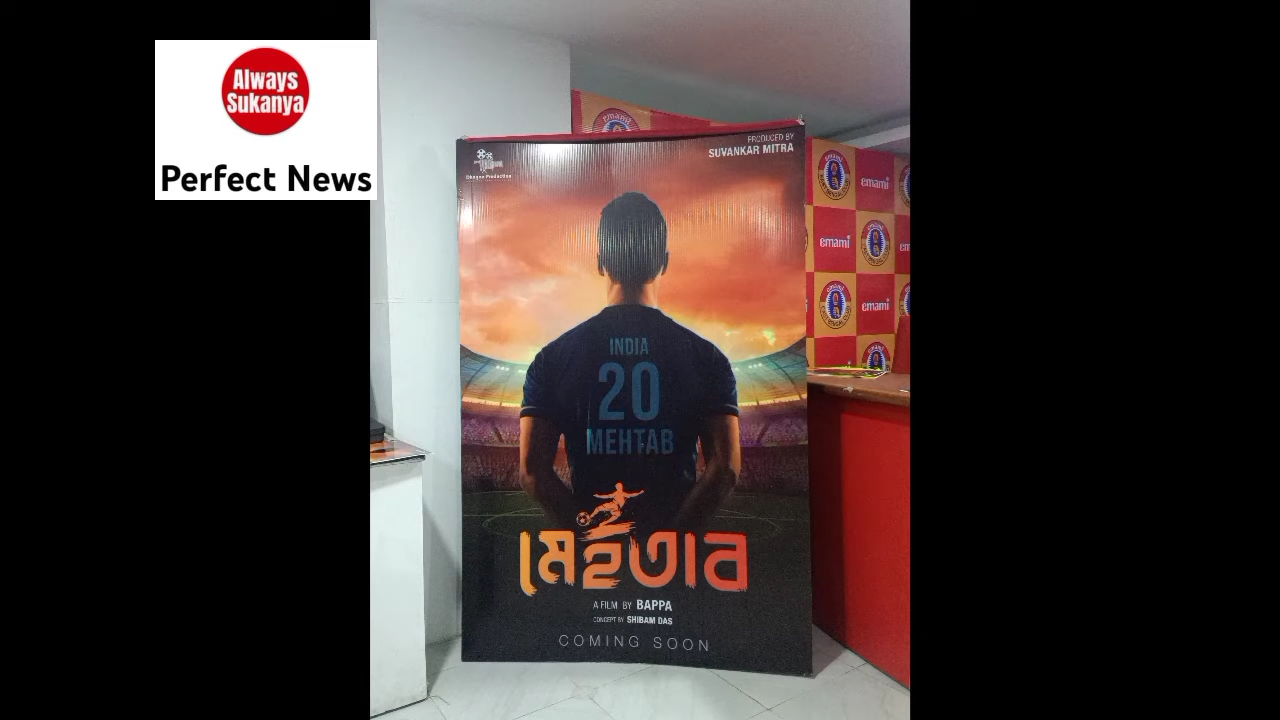 Always
Sukanya
Perfect News
PRODUCED BY
SUVANKAR MITRA
INDIA
20
MEHTAB
মেহতাব
A FILM BY BAPPA
CONCEPT BY SHIBAM DAS
COMING SOON
emami
emami
emami
emami